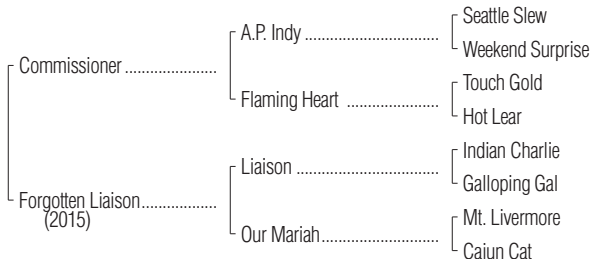 Seattle Slew
A.P. Indy ................................
Weekend Surprise
Commissioner ......................
Touch Gold
Flaming Heart ......................
Hot Lear
Indian Charlie
Liaison ..................................
Galloping Gal
Forgotten Liaison..................
(2015)
Mt. Livermore
Our Mariah............................
Cajun Cat